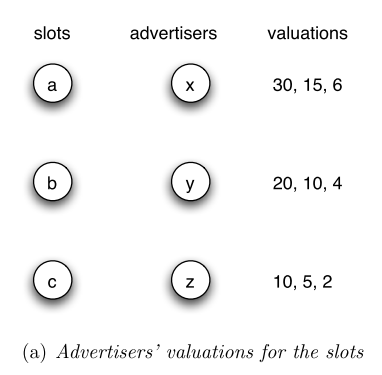 slots advertisers valuations
a x 30, 15, 6
b y 20, 10, 4
c z 10, 5, 2
(a) Advertisers' valuations for the slots